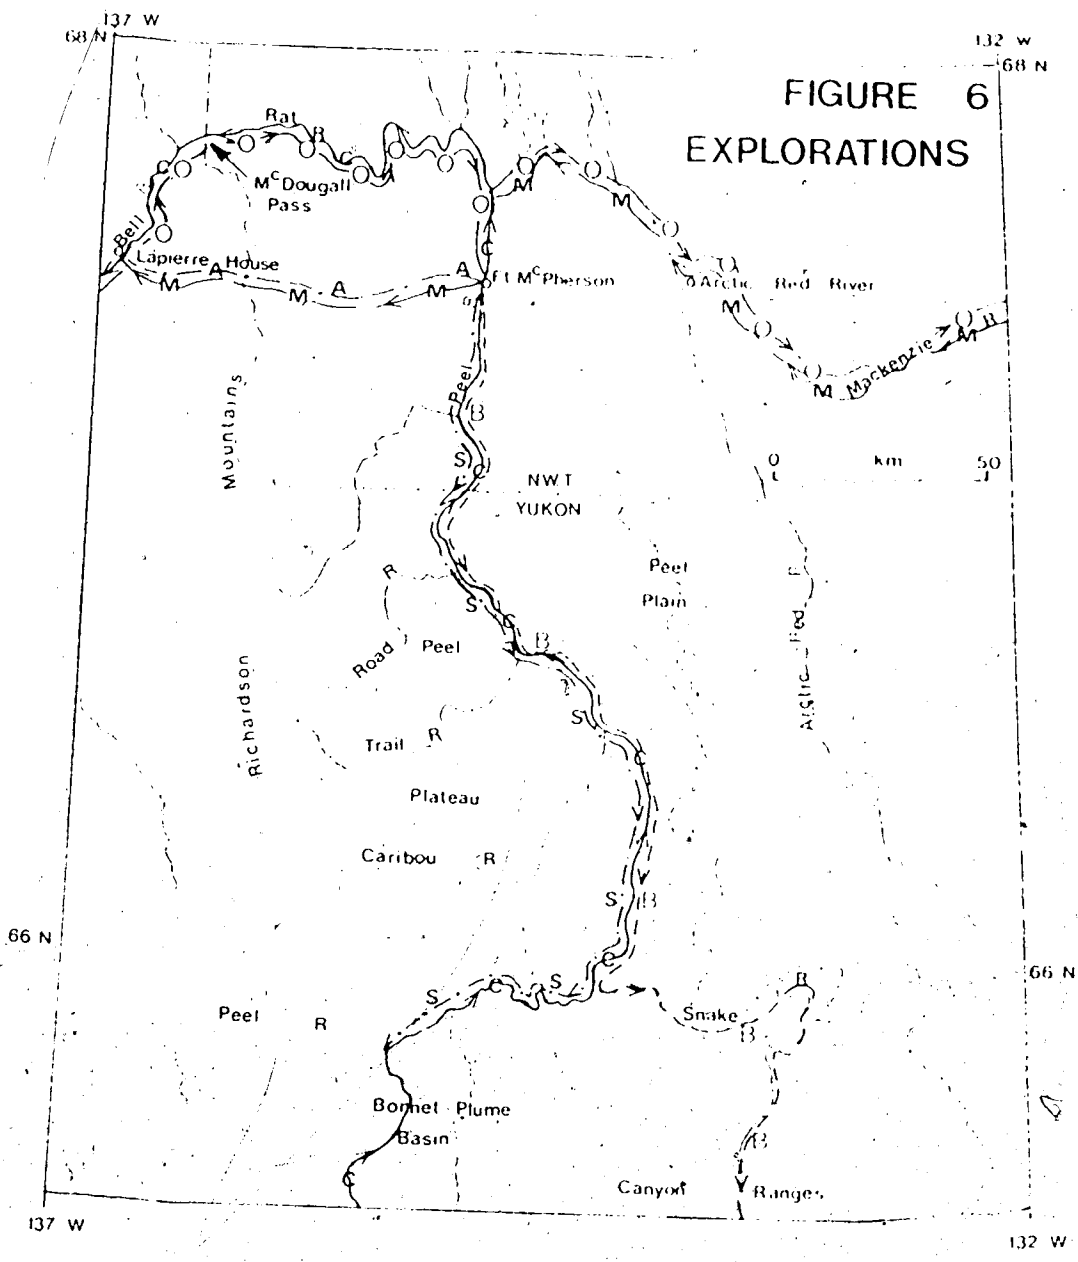 137 W
68 N
132 W
68 N
FIGURE 6
EXPLORATIONS
Rat R
C
O O O O O O
McDougall
Pass
C O
M O M O
Bell
O
Lapierre House
A A A
M M M
C
Ft McPherson
O M
Arctic Red River
O M
Mackenzie R
O M
Peel
B
Mountains
S C
0 km 50
NWT
YUKON
R
Peel
Plain
S C
B
Road
Peel
Arctic Red R
S
Richardson
Trail R
C
Plateau
Caribou R
S B
66 N
C
66 N
S C S
R
Snake
B
Peel R
Bonnet Plume
Basin
B
C
Canyon Ranges
137 W
132 W